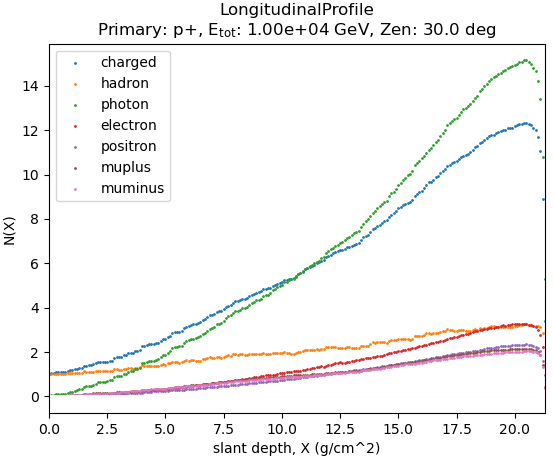 LongitudinalProfile
Primary: p+, E_tot: 1.00e+04 GeV, Zen: 30.0 deg
charged
hadron
photon
electron
positron
muplus
muminus
14
12
10
8
6
4
2
0
N(X)
0.0 2.5 5.0 7.5 10.0 12.5 15.0 17.5 20.0
slant depth, X (g/cm^2)